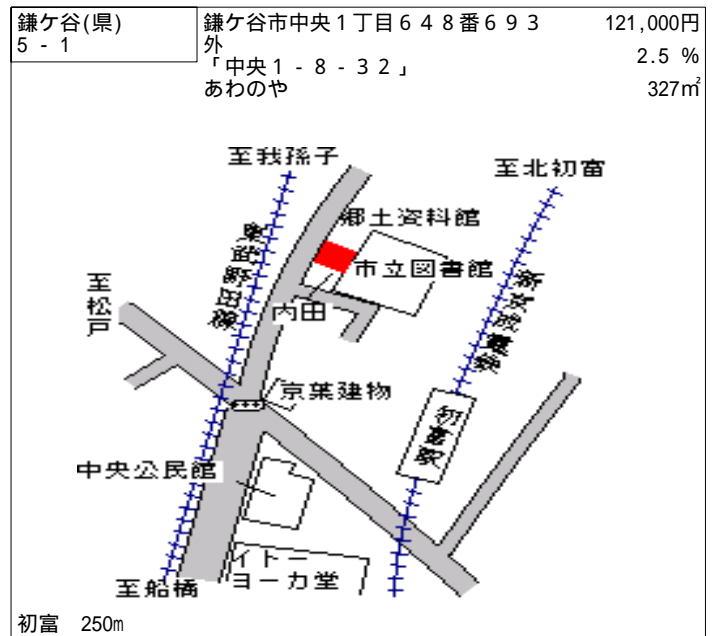 鎌ケ谷(県)
5 - 1
鎌ケ谷市中央１丁目６４８番６９３
外
「中央１‐８‐３２」
あわのや
121,000円
2.5 %
327㎡
至我孫子
至北初富
郷土資料館
東武野田線
市立図書館
至松戸
内田
新京成電鉄
京葉建物
初富駅
中央公民館
イトー
ヨーカ堂
至船橋
初富 250m